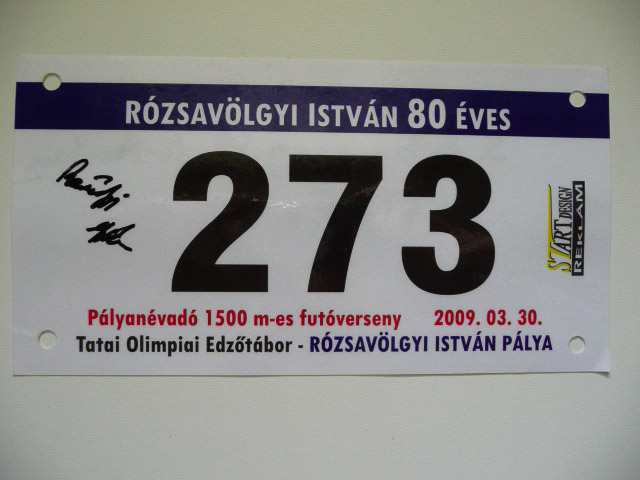 RÓZSAVÖLGYI ISTVÁN 80 ÉVES
273
START DESIGN
REKLÁM
Pályanévadó 1500 m-es futóverseny 2009. 03. 30.
Tatai Olimpiai Edzőtábor - RÓZSAVÖLGYI ISTVÁN PÁLYA